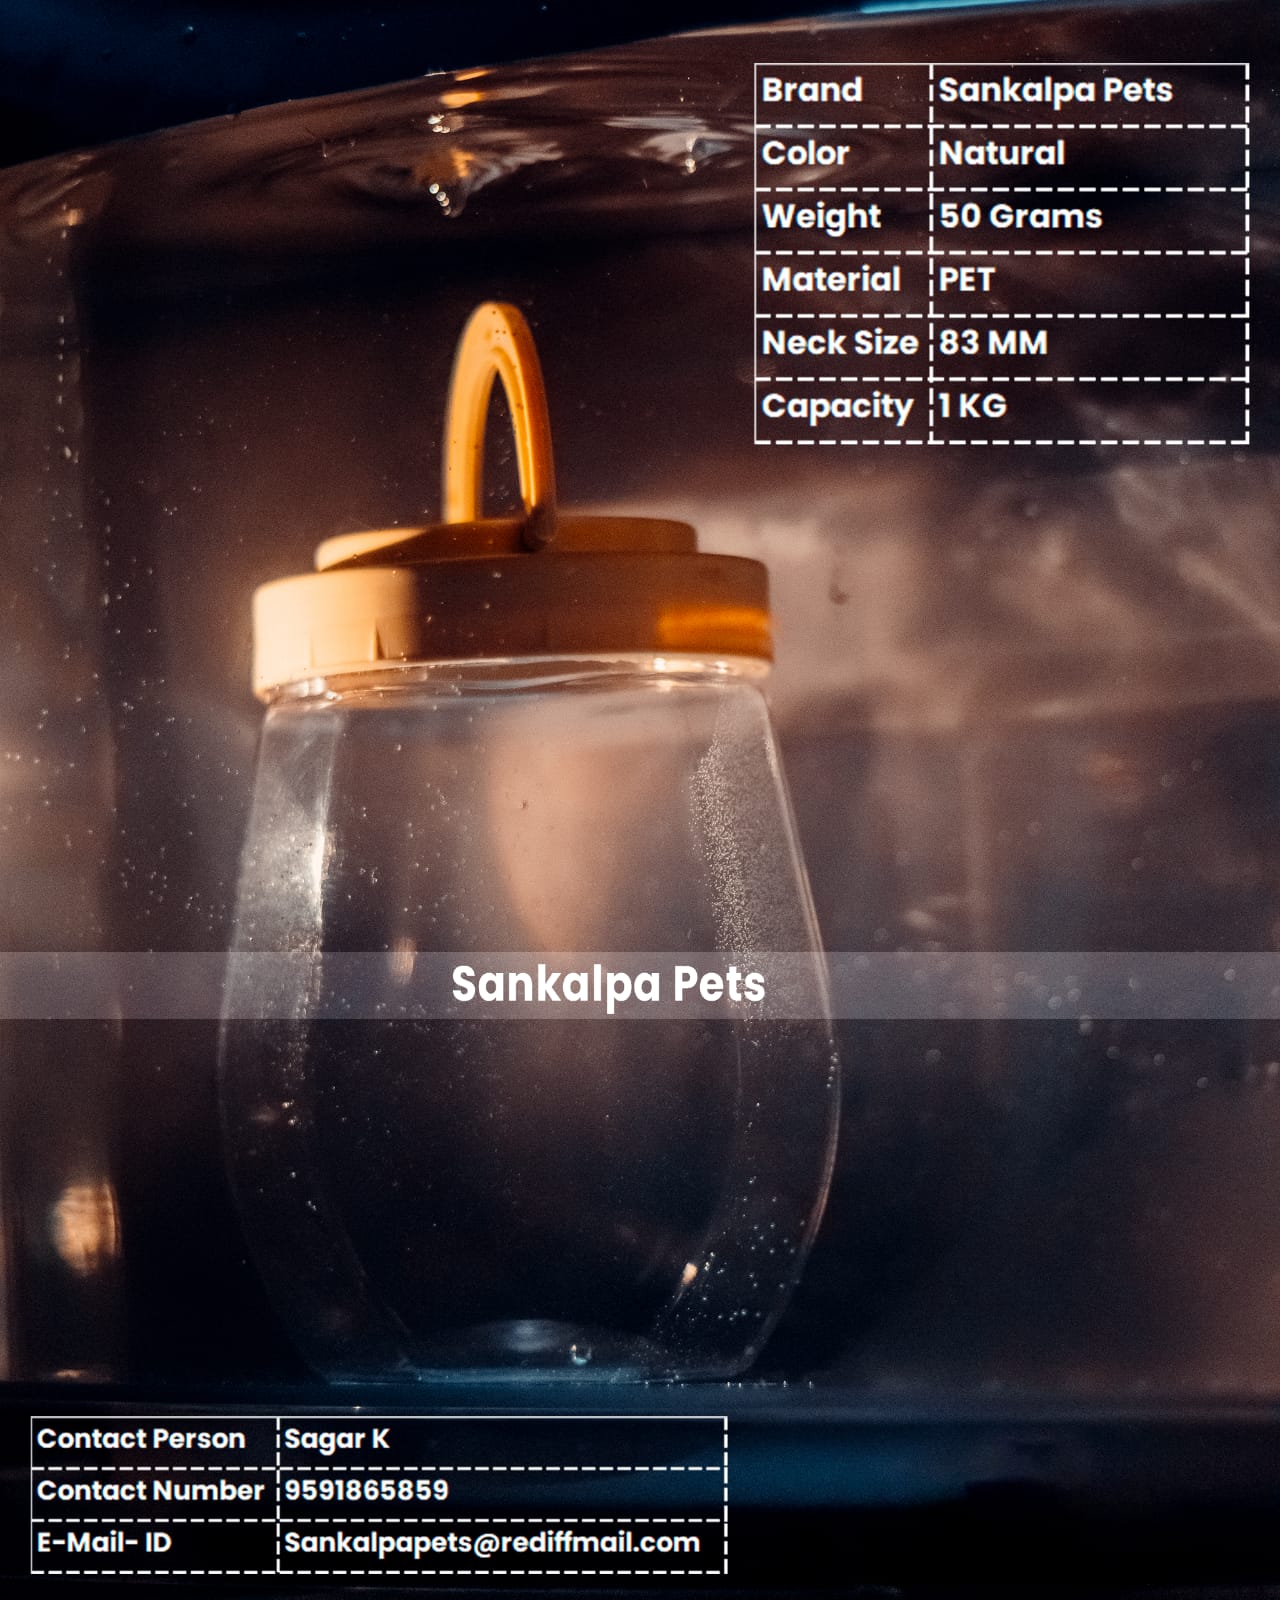 Brand Sankalpa Pets
Color Natural
Weight 50 Grams
Material PET
Neck Size 83 MM
Capacity 1 KG
Sankalpa Pets
Contact Person Sagar K
Contact Number 9591865859
E-Mail- ID Sankalpapets@rediffmail.com